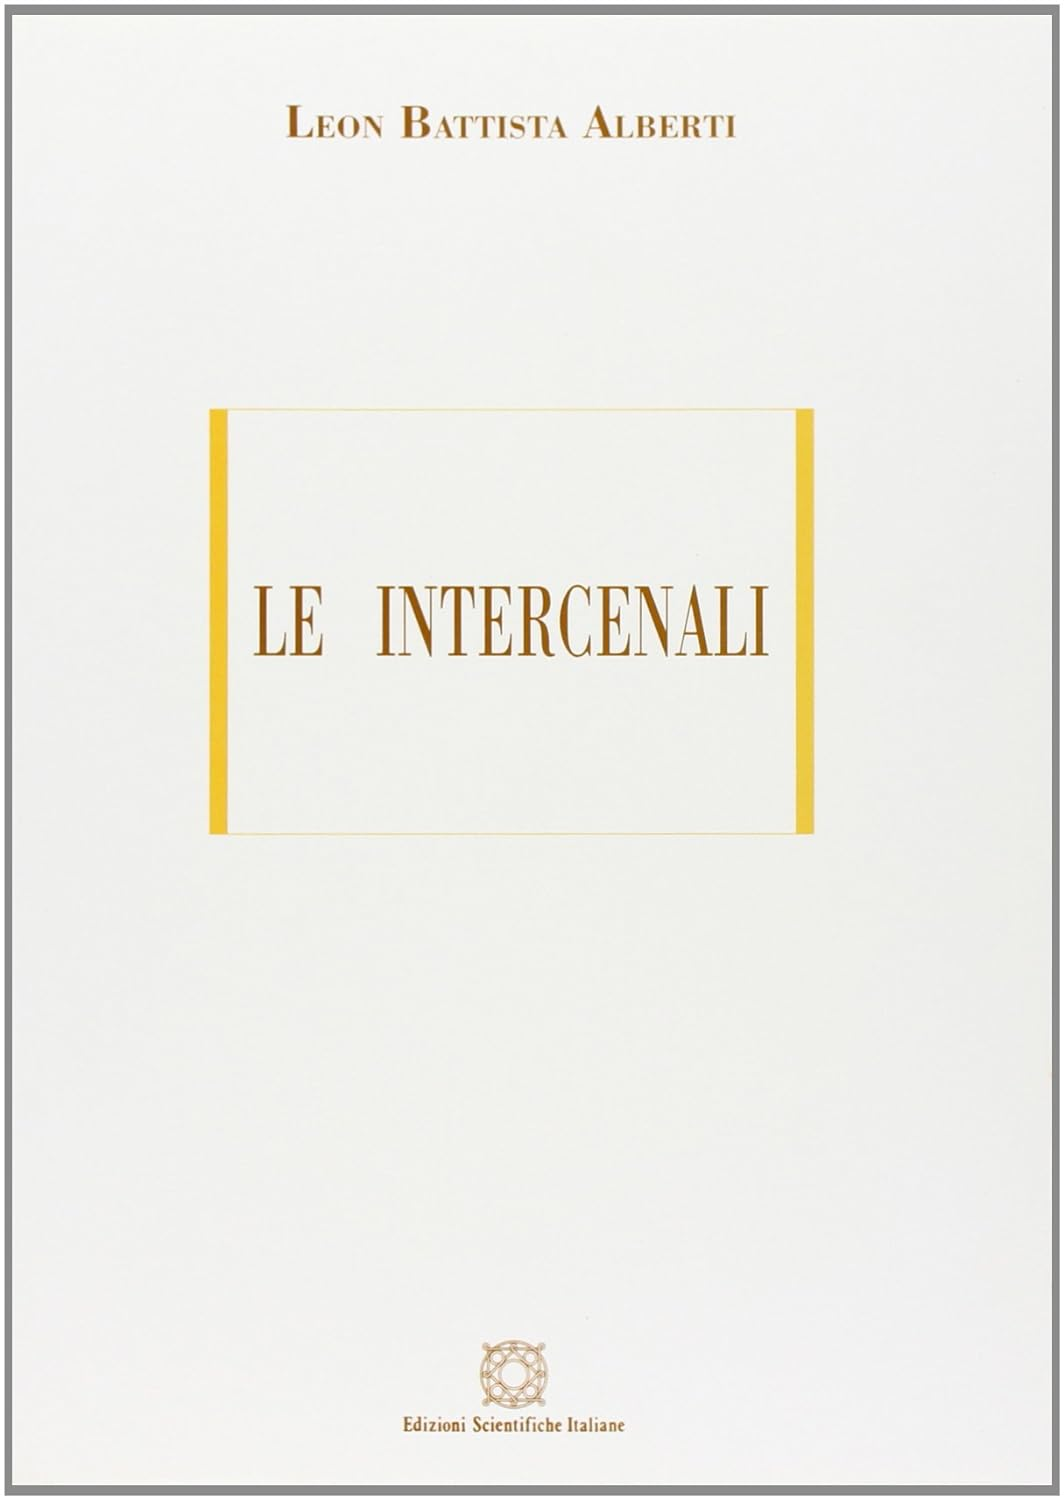 LEON BATTISTA ALBERTI
LE INTERCENALI
Edizioni Scientifiche Italiane